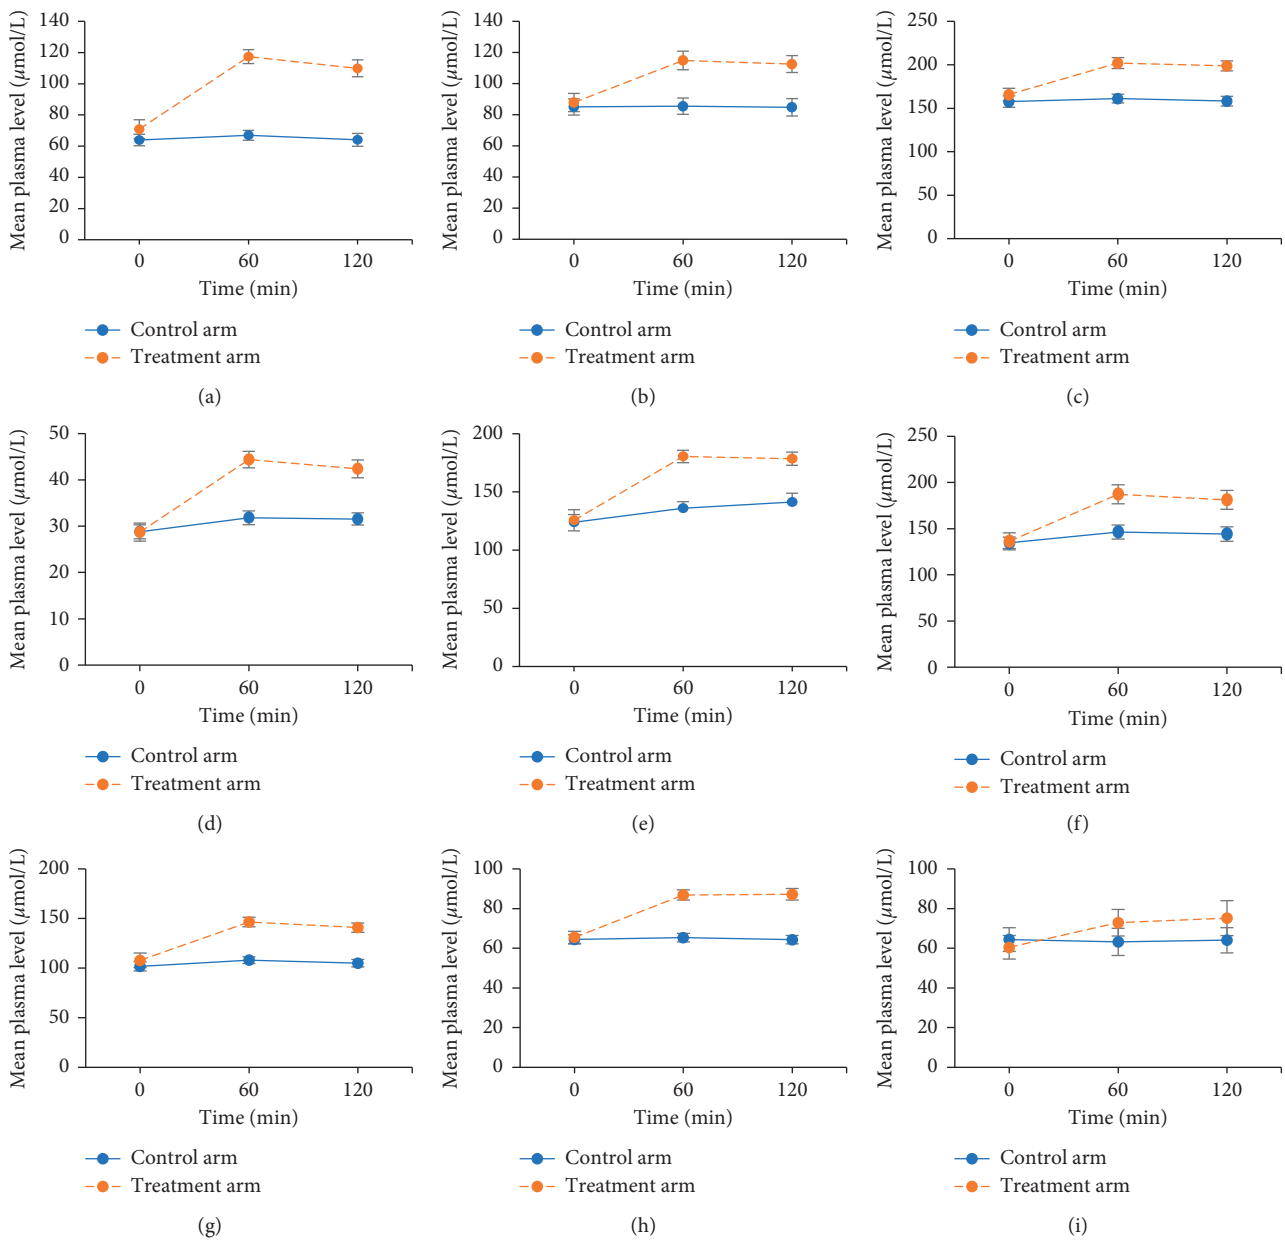 Mean plasma level (µmol/L)
140
120
100
80
60
40
20
0
0 60 120
Time (min)
Control arm
Treatment arm
(a)
Mean plasma level (µmol/L)
140
120
100
80
60
40
20
0
0 60 120
Time (min)
Control arm
Treatment arm
(b)
Mean plasma level (µmol/L)
250
200
150
100
50
0
0 60 120
Time (min)
Control arm
Treatment arm
(c)
Mean plasma level (µmol/L)
50
40
30
20
10
0
0 60 120
Time (min)
Control arm
Treatment arm
(d)
Mean plasma level (µmol/L)
200
150
100
50
0
0 60 120
Time (min)
Control arm
Treatment arm
(e)
Mean plasma level (µmol/L)
250
200
150
100
50
0
0 60 120
Time (min)
Control arm
Treatment arm
(f)
Mean plasma level (µmol/L)
200
150
100
50
0
0 60 120
Time (min)
Control arm
Treatment arm
(g)
Mean plasma level (µmol/L)
100
80
60
40
20
0
0 60 120
Time (min)
Control arm
Treatment arm
(h)
Mean plasma level (µmol/L)
100
80
60
40
20
0
0 60 120
Time (min)
Control arm
Treatment arm
(i)